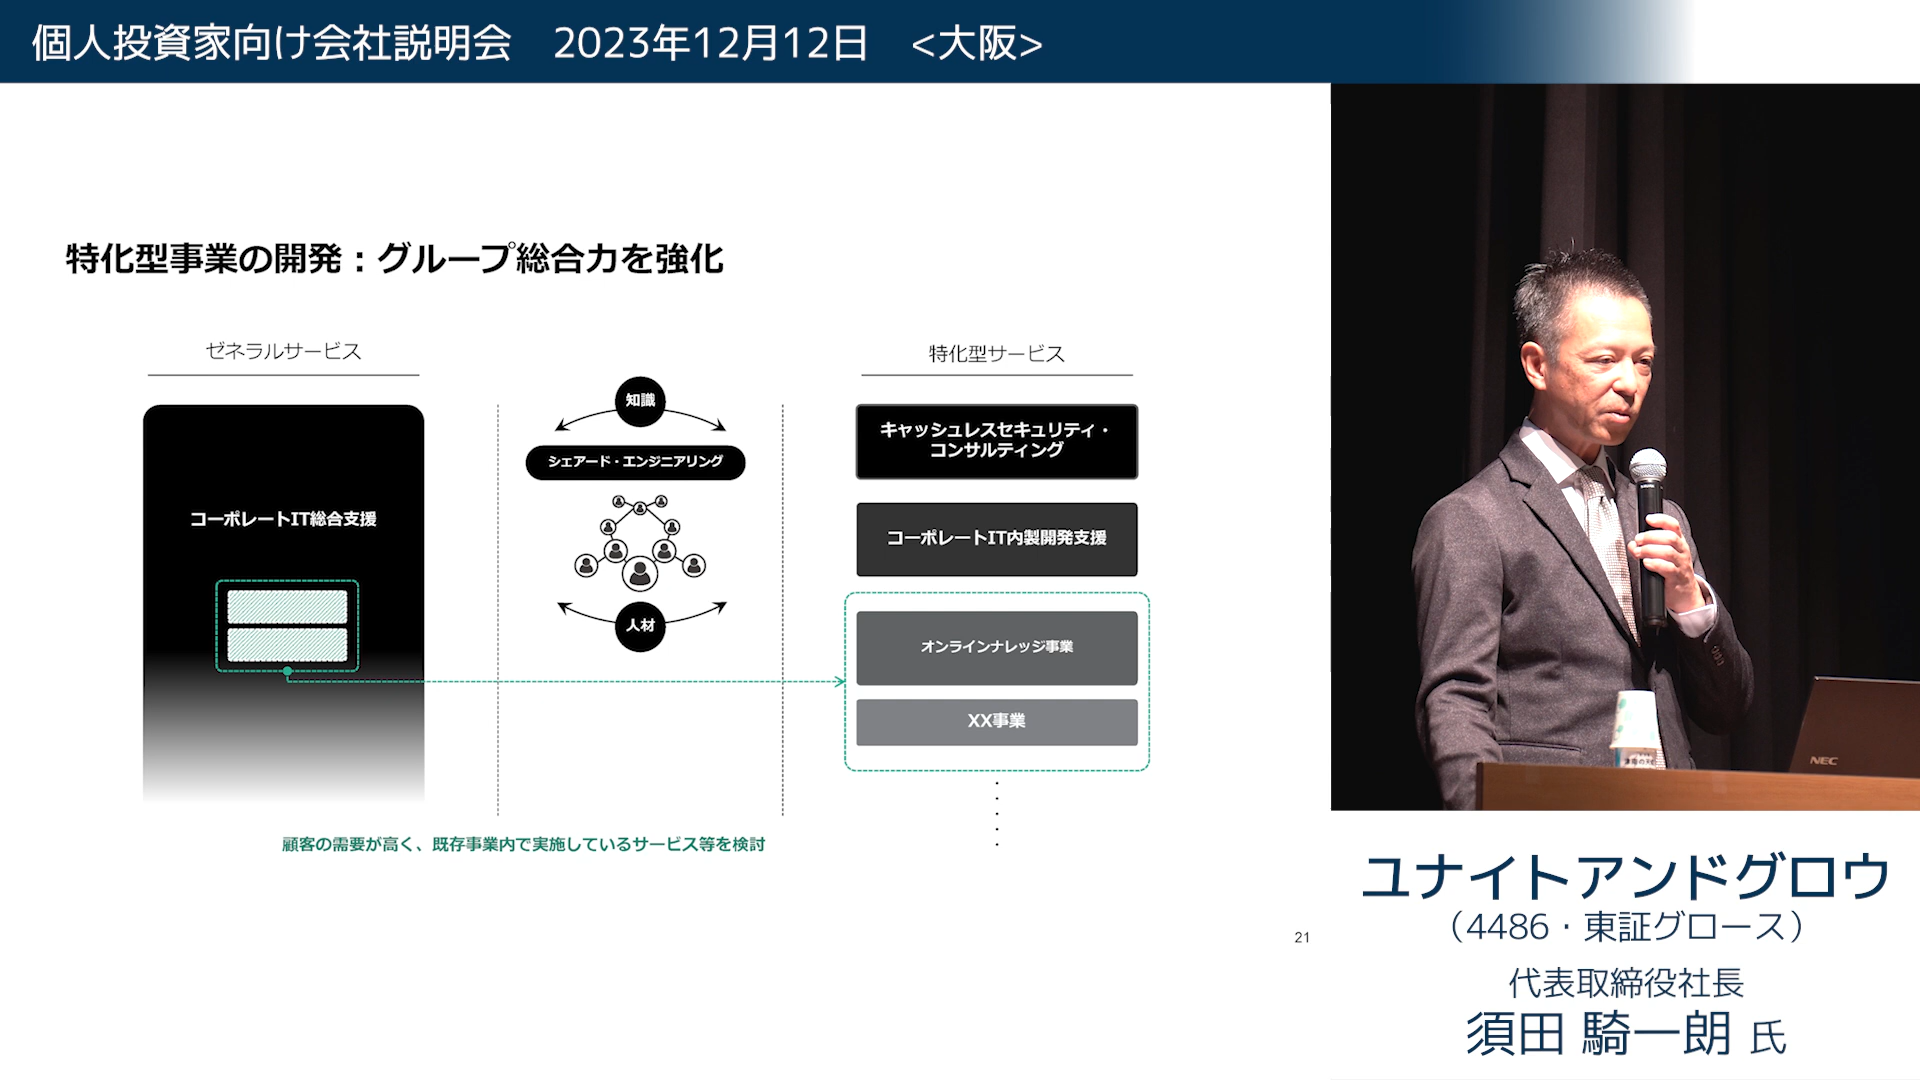 個人投資家向け会社説明会　2023年12月12日　<大阪>
特化型事業の開発：グループ総合力を強化
ゼネラルサービス
コーポレートIT総合支援
知識
シェアード・エンジニアリング
人材
特化型サービス
キャッシュレスセキュリティ・
コンサルティング
コーポレートIT内製開発支援
オンラインナレッジ事業
XX事業
顧客の需要が高く、既存事業内で実施しているサービス等を検討
21
NEC
ユナイトアンドグロウ
（4486・東証グロース）
代表取締役社長
須田 騎一朗 氏